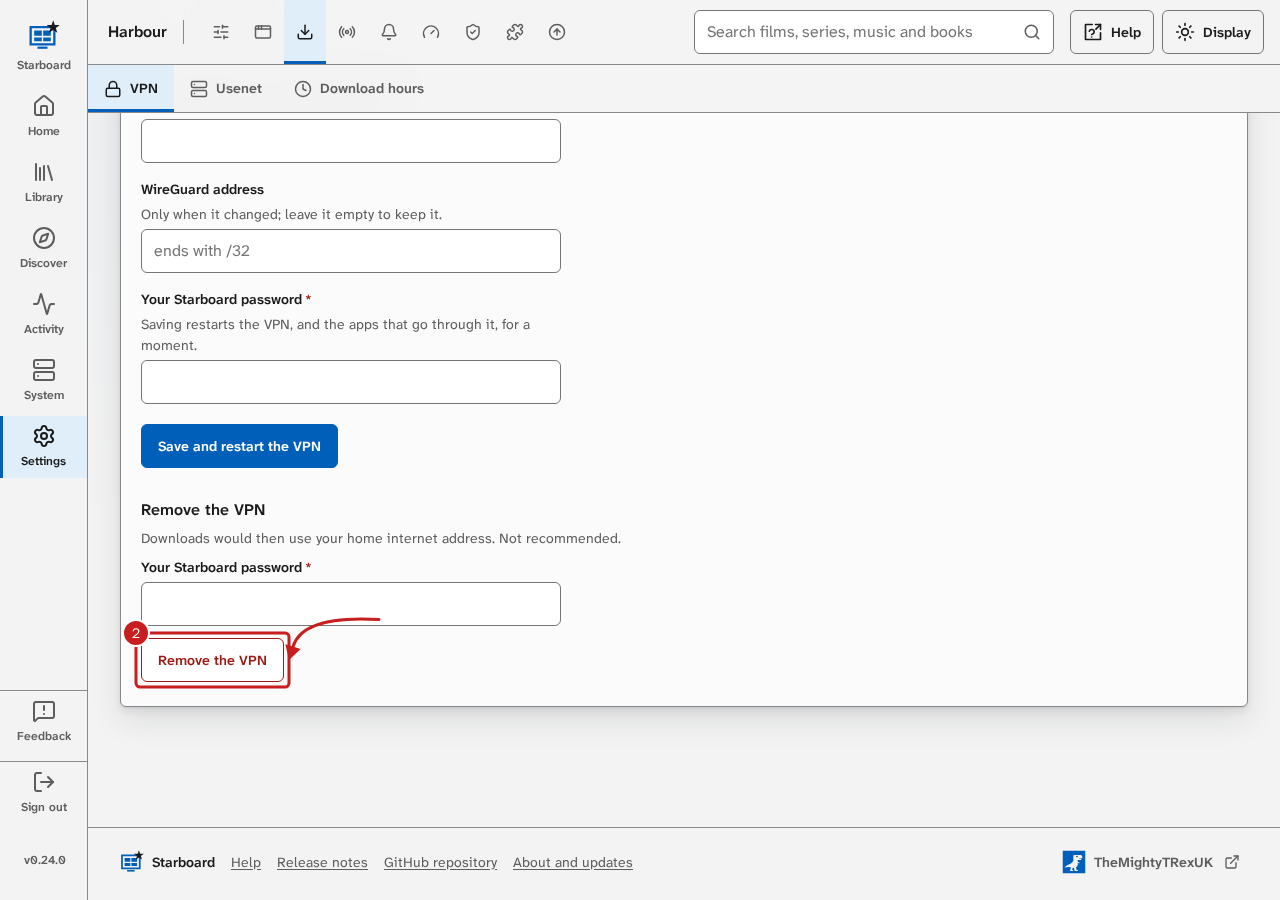 Starboard
Home
Library
Discover
Activity
System
Settings
Feedback
Sign out
v0.24.0
Harbour
Search films, series, music and books
Help
Display
VPN
Usenet
Download hours
WireGuard address
Only when it changed; leave it empty to keep it.
ends with /32
Your Starboard password *
Saving restarts the VPN, and the apps that go through it, for a
moment.
Save and restart the VPN
Remove the VPN
Downloads would then use your home internet address. Not recommended.
Your Starboard password *
2
Remove the VPN
Starboard
Help
Release notes
GitHub repository
About and updates
TheMightyTRexUK